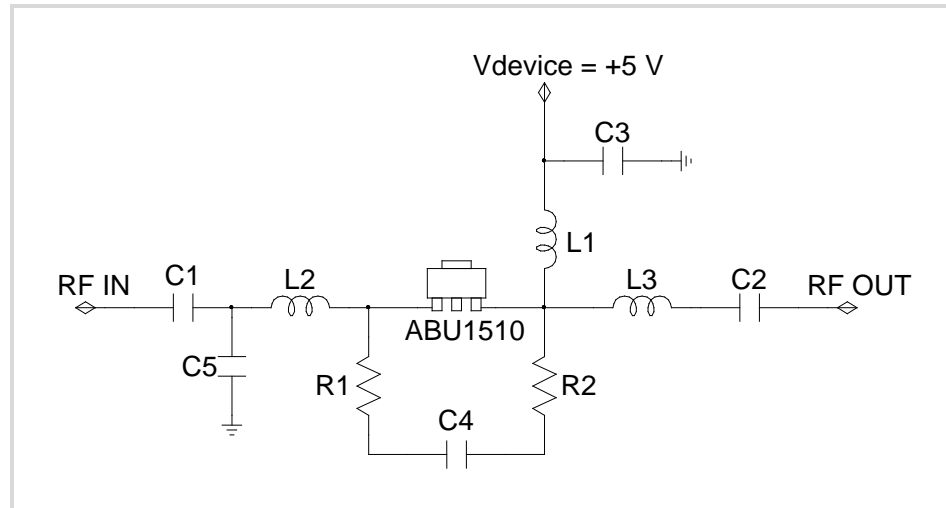 Vdevice = +5 V
C3
L1
RF IN
C1
L2
L3
C2
RF OUT
ABU1510
C5
R1
R2
C4